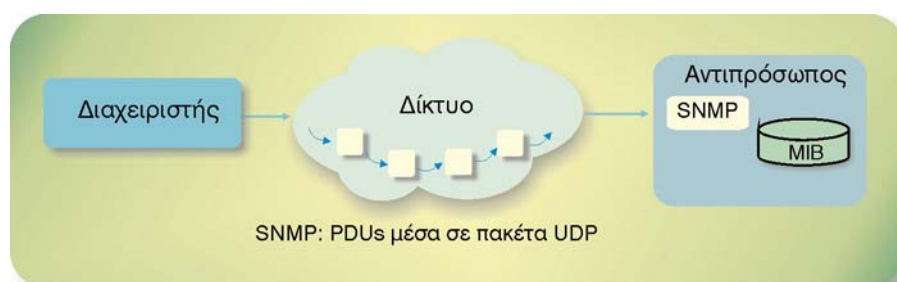 Διαχειριστής
Δίκτυο
Αντιπρόσωπος
SNMP
MIB
SNMP: PDUs μέσα σε πακέτα UDP